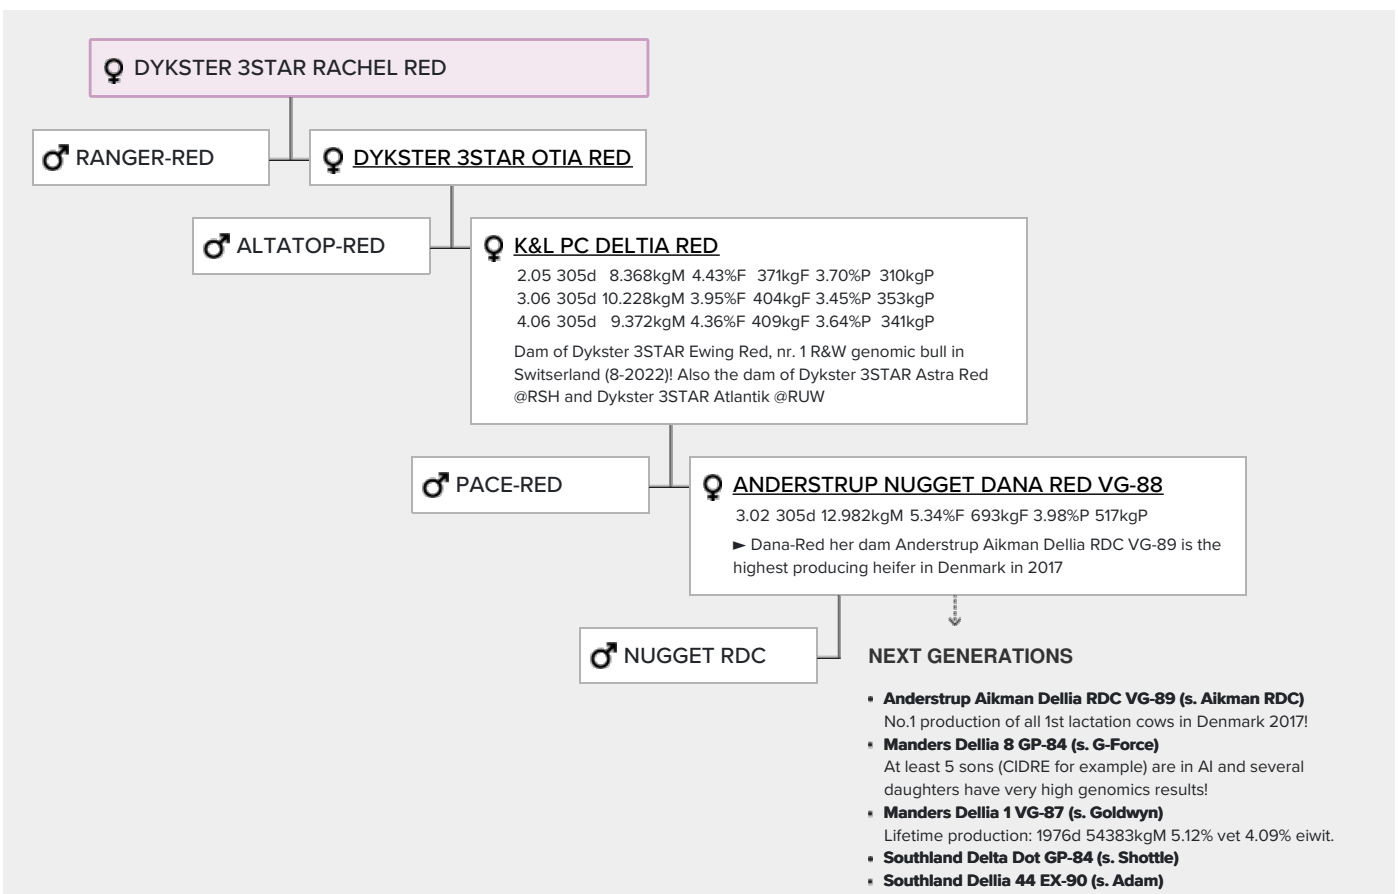 DYKSTER 3STAR RACHEL RED
RANGER-RED
DYKSTER 3STAR OTIA RED
ALTATOP-RED
K&L PC DELTIA RED
2.05 305d 8.368kgM 4.43%F 371kgF 3.70%P 310kgP
3.06 305d 10.228kgM 3.95%F 404kgF 3.45%P 353kgP
4.06 305d 9.372kgM 4.36%F 409kgF 3.64%P 341kgP
Dam of Dykster 3STAR Ewing Red, nr. 1 R&W genomic bull in
Switserland (8-2022)! Also the dam of Dykster 3STAR Astra Red
@RSH and Dykster 3STAR Atlantik @RUW
PACE-RED
ANDERSTRUP NUGGET DANA RED VG-88
3.02 305d 12.982kgM 5.34%F 693kgF 3.98%P 517kgP
► Dana-Red her dam Anderstrup Aikman Dellia RDC VG-89 is the
highest producing heifer in Denmark in 2017
NUGGET RDC
NEXT GENERATIONS
• Anderstrup Aikman Dellia RDC VG-89 (s. Aikman RDC)
No.1 production of all 1st lactation cows in Denmark 2017!
• Manders Dellia 8 GP-84 (s. G-Force)
At least 5 sons (CIDRE for example) are in AI and several
daughters have very high genomics results!
• Manders Dellia 1 VG-87 (s. Goldwyn)
Lifetime production: 1976d 54383kgM 5.12% vet 4.09% eiwit.
• Southland Delta Dot GP-84 (s. Shottle)
• Southland Dellia 44 EX-90 (s. Adam)